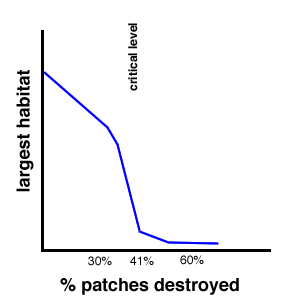 critical level
largest habitat
30% 41% 60%
% patches destroyed